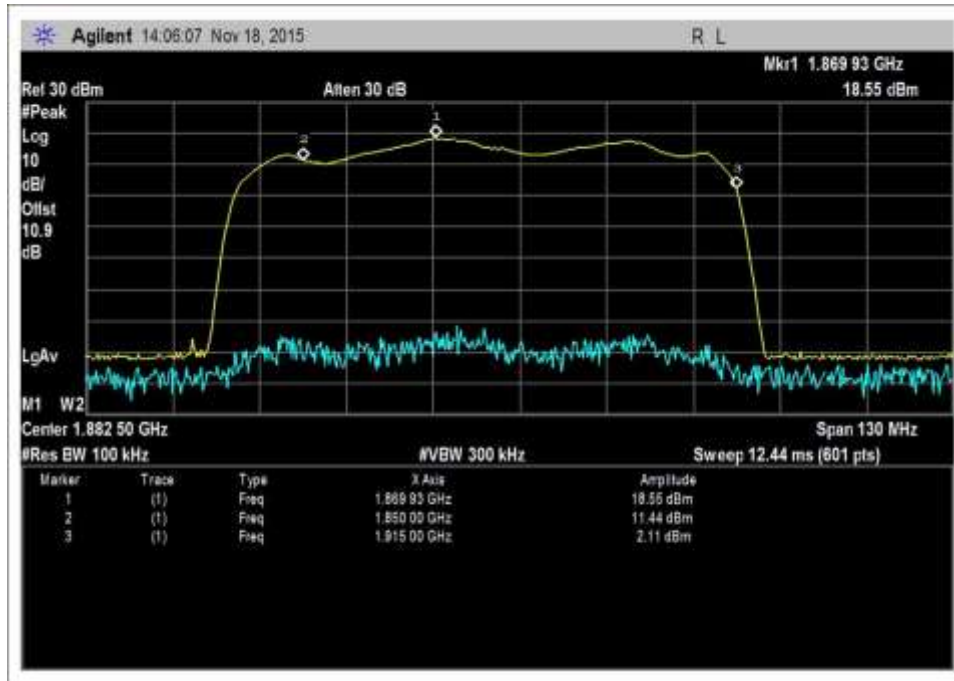 Agilent 14:06:07 Nov 18, 2015 R L
Mkr1 1.869 93 GHz
Ref 30 dBm Atten 30 dB 18.55 dBm
#Peak
Log
10
dB/
Offst
10.9
dB
1
2
3
LgAv
M1 W2
Center 1.882 50 GHz Span 130 MHz
#Res BW 100 kHz #VBW 300 kHz Sweep 12.44 ms (601 pts)
Marker Trace Type X Axis Amplitude
1 (1) Freq 1.869 93 GHz 18.55 dBm
2 (1) Freq 1.850 00 GHz 11.44 dBm
3 (1) Freq 1.915 00 GHz 2.11 dBm